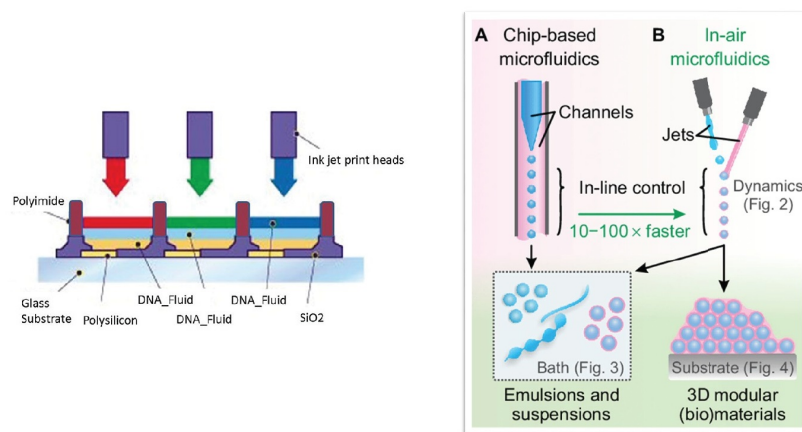 Ink jet print heads
Polyimide
Glass
Substrate
Polysilicon
DNA_Fluid
DNA_Fluid
DNA_Fluid
SiO2
A
Chip-based
microfluidics
B
In-air
microfluidics
Channels
Jets
In-line control
10–100 × faster
Dynamics
(Fig. 2)
Bath (Fig. 3)
Substrate (Fig. 4)
Emulsions and
suspensions
3D modular
(bio)materials